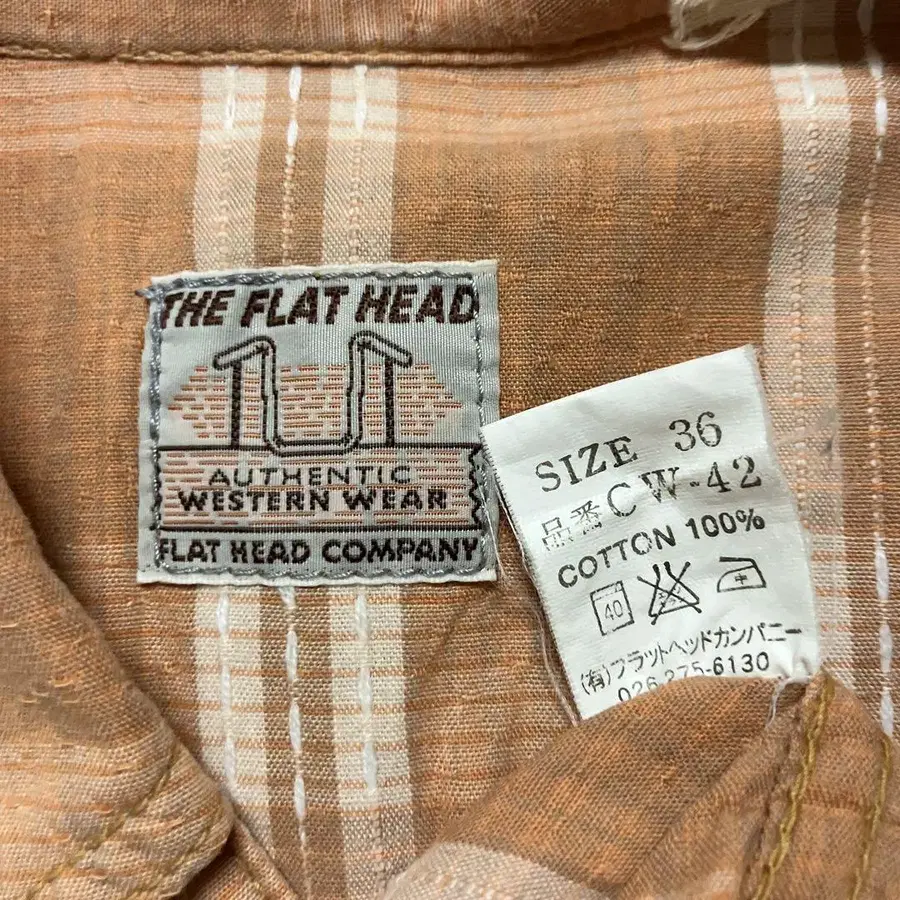 THE FLAT HEAD
AUTHENTIC
WESTERN WEAR
FLAT HEAD COMPANY
SIZE 36
品番 CW-42
COTTON 100%
40
(有)フラットヘッドカンパニー
026-275-6130